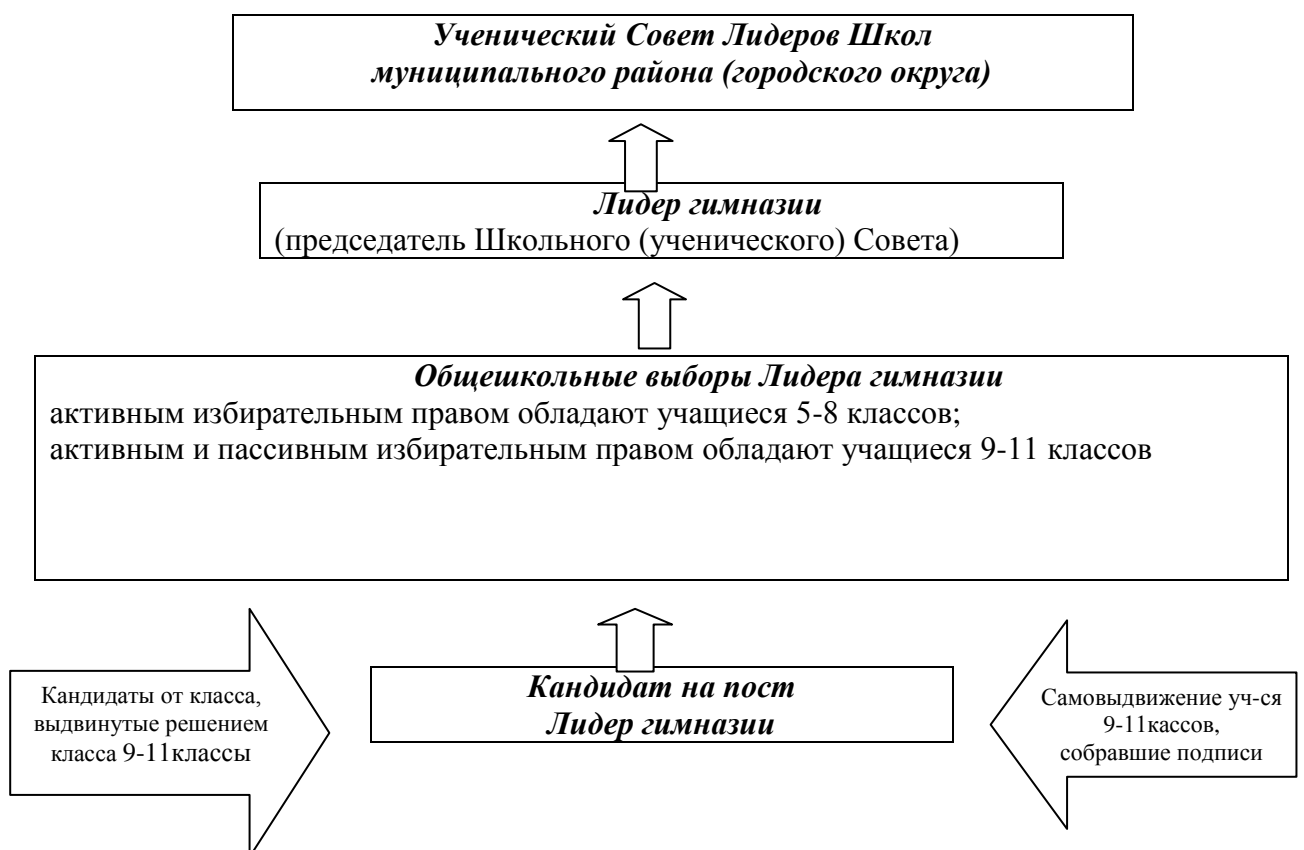 Ученический Совет Лидеров Школ
муниципального района (городского округа)
Лидер гимназии
(председатель Школьного (ученического) Совета)
Общешкольные выборы Лидера гимназии
активным избирательным правом обладают учащиеся 5-8 классов;
активным и пассивным избирательным правом обладают учащиеся 9-11 классов
Кандидаты от класса,
выдвинутые решением
класса 9-11классы
Кандидат на пост
Лидер гимназии
Самовыдвижение уч-ся
9-11кассов,
собравшие подписи